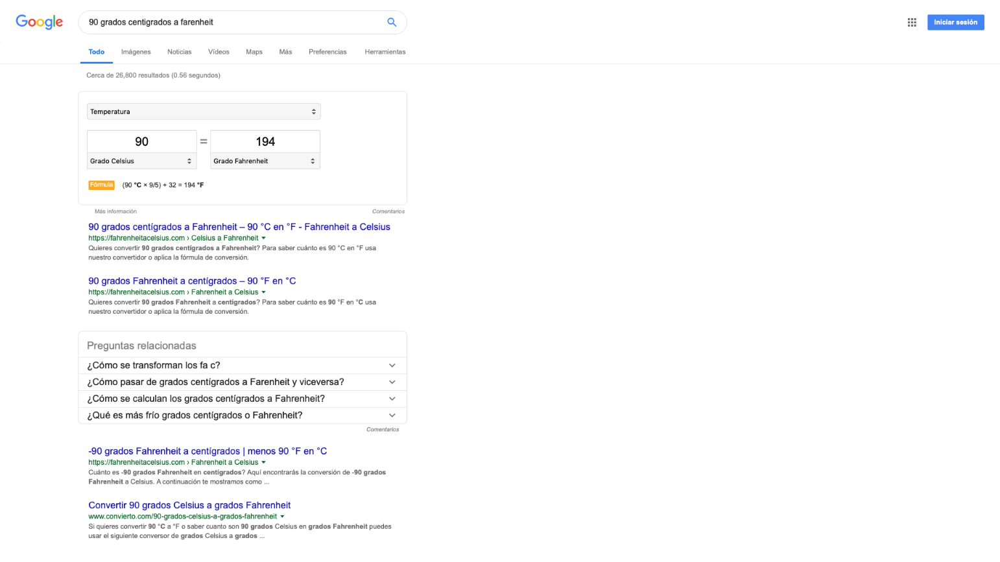 Google
90 grados centigrados a farenheit
Iniciar sesión
Todo Imágenes Noticias Vídeos Maps Más Preferencias Herramientas
Cerca de 26,800 resultados (0.56 segundos)
Temperatura
90 = 194
Grado Celsius Grado Fahrenheit
Fórmula (90 °C × 9/5) + 32 = 194 °F
Más información Comentarios
90 grados centígrados a Fahrenheit – 90 °C en °F - Fahrenheit a Celsius
https://fahrenheitacelsius.com › Celsius a Fahrenheit
Quieres convertir 90 grados centígrados a Fahrenheit? Para saber cuánto es 90 °C en °F usa
nuestro convertidor o aplica la fórmula de conversión.
90 grados Fahrenheit a centígrados – 90 °F en °C
https://fahrenheitacelsius.com › Fahrenheit a Celsius
Quieres convertir 90 grados Fahrenheit a centígrados? Para saber cuánto es 90 °F en °C usa
nuestro convertidor o aplica la fórmula de conversión.
Preguntas relacionadas
¿Cómo se transforman los fa c?
¿Cómo pasar de grados centígrados a Farenheit y viceversa?
¿Cómo se calculan los grados centígrados a Fahrenheit?
¿Qué es más frío grados centígrados o Fahrenheit?
Comentarios
-90 grados Fahrenheit a centígrados | menos 90 °F en °C
https://fahrenheitacelsius.com › Fahrenheit a Celsius
Cuánto es -90 grados Fahrenheit en centígrados? Aquí encontrarás la conversión de -90 grados
Fahrenheit a Celsius. A continuación te mostramos como ...
Convertir 90 grados Celsius a grados Fahrenheit
www.convierto.com/90-grados-celsius-a-grados-fahrenheit
Si quieres convertir 90 °C a °F o saber cuanto son 90 grados Celsius en grados Fahrenheit puedes
usar el siguiente conversor de grados Celsius a grados ...